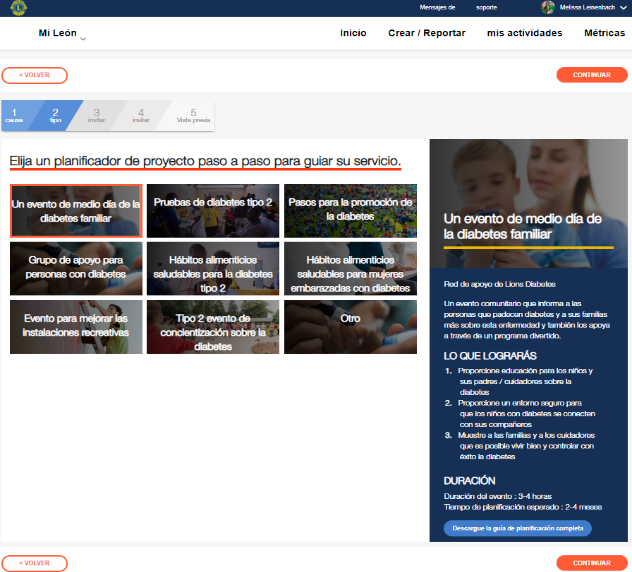 Mensajes de soporte Melissa Leinenbach
Mi León Inicio Crear / Reportar mis actividades Métricas
< VOLVER CONTINUAR
1 2 3 4 5
causa tipo invitar invitar Vista previa
Elija un planificador de proyecto paso a paso para guiar su servicio.
Un evento de medio día de la
diabetes familiar
Pruebas de diabetes tipo 2
Pasos para la promoción de
la diabetes
Grupo de apoyo para
personas con diabetes
Hábitos alimenticios
saludables para la diabetes
tipo 2
Hábitos alimenticios
saludables para mujeres
embarazadas con diabetes
Evento para mejorar las
instalaciones recreativas
Tipo 2 evento de
concientización sobre la
diabetes
Otro
Un evento de medio día de
la diabetes familiar
Red de apoyo de Lions Diabetes
Un evento comunitario que informa a las
personas que padecen diabetes y a sus familias
más sobre esta enfermedad y también los apoya
a través de un programa divertido.
LO QUE LOGRARÁS
1. Proporcione educación para los niños y
sus padres / cuidadores sobre la
diabetes
2. Proporcione un entorno seguro para
que los niños con diabetes se conecten
con sus compañeros
3. Muestre a las familias y a los cuidadores
que es posible vivir bien y controlar con
éxito la diabetes
DURACIÓN
Duración del evento : 3-4 horas
Tiempo de planificación esperado : 2-4 meses
Descargue la guía de planificación completa
< VOLVER CONTINUAR